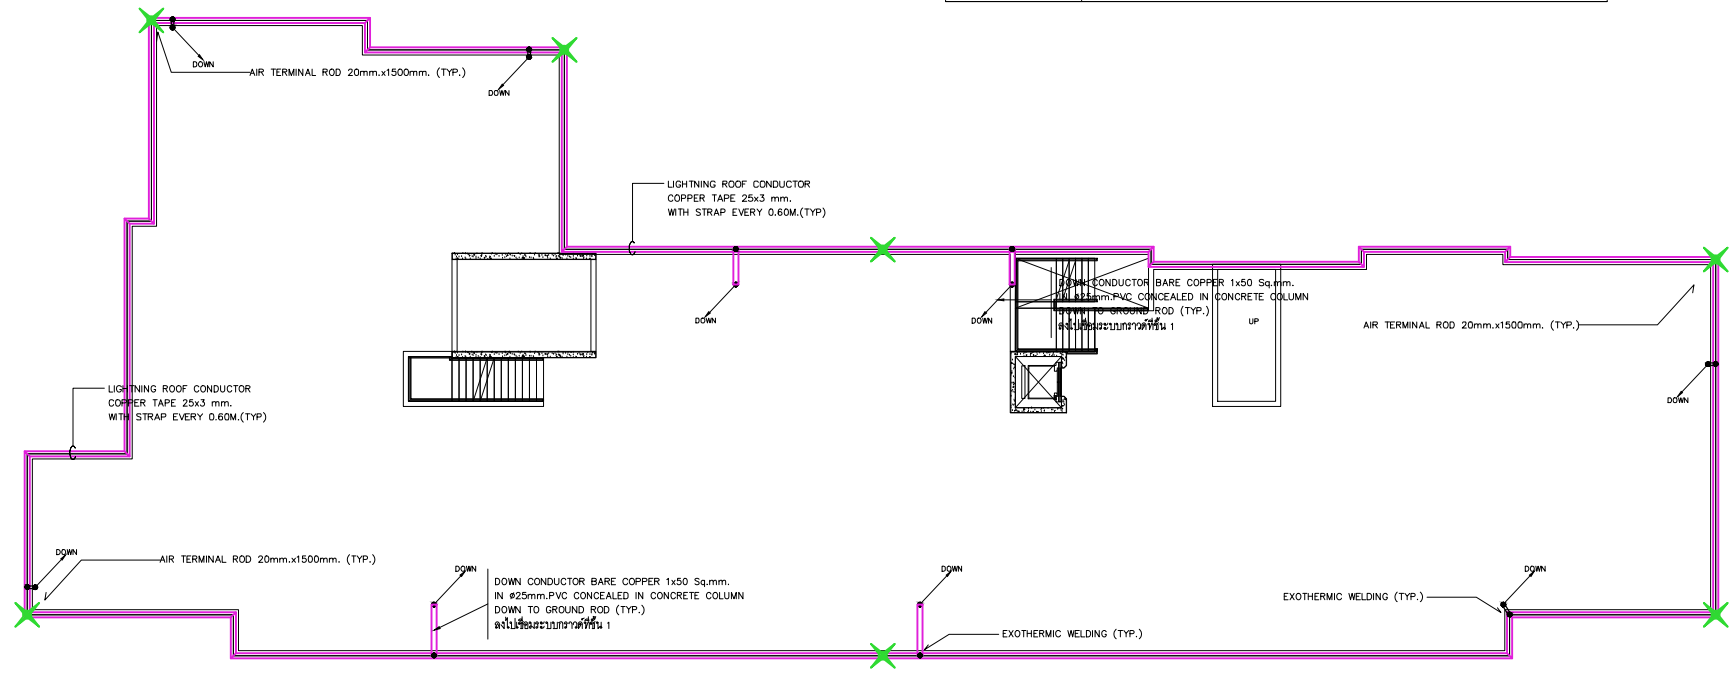 DOWN
AIR TERMINAL ROD 20mm.x1500mm. (TYP.)
DOWN
LIGHTNING ROOF CONDUCTOR
COPPER TAPE 25x3 mm.
WITH STRAP EVERY 0.60M.(TYP)
DOWN CONDUCTOR BARE COPPER 1x50 Sq.mm.
IN ø25mm.PVC CONCEALED IN CONCRETE COLUMN
DOWN TO GROUND ROD (TYP.)
ลงไปเชื่อมระบบกราวด์ที่ชั้น 1
DOWN
DOWN
UP
AIR TERMINAL ROD 20mm.x1500mm. (TYP.)
LIGHTNING ROOF CONDUCTOR
COPPER TAPE 25x3 mm.
WITH STRAP EVERY 0.60M.(TYP)
DOWN
DOWN
AIR TERMINAL ROD 20mm.x1500mm. (TYP.)
DOWN
DOWN CONDUCTOR BARE COPPER 1x50 Sq.mm.
IN ø25mm.PVC CONCEALED IN CONCRETE COLUMN
DOWN TO GROUND ROD (TYP.)
ลงไปเชื่อมระบบกราวด์ที่ชั้น 1
DOWN
EXOTHERMIC WELDING (TYP.)
DOWN
EXOTHERMIC WELDING (TYP.)